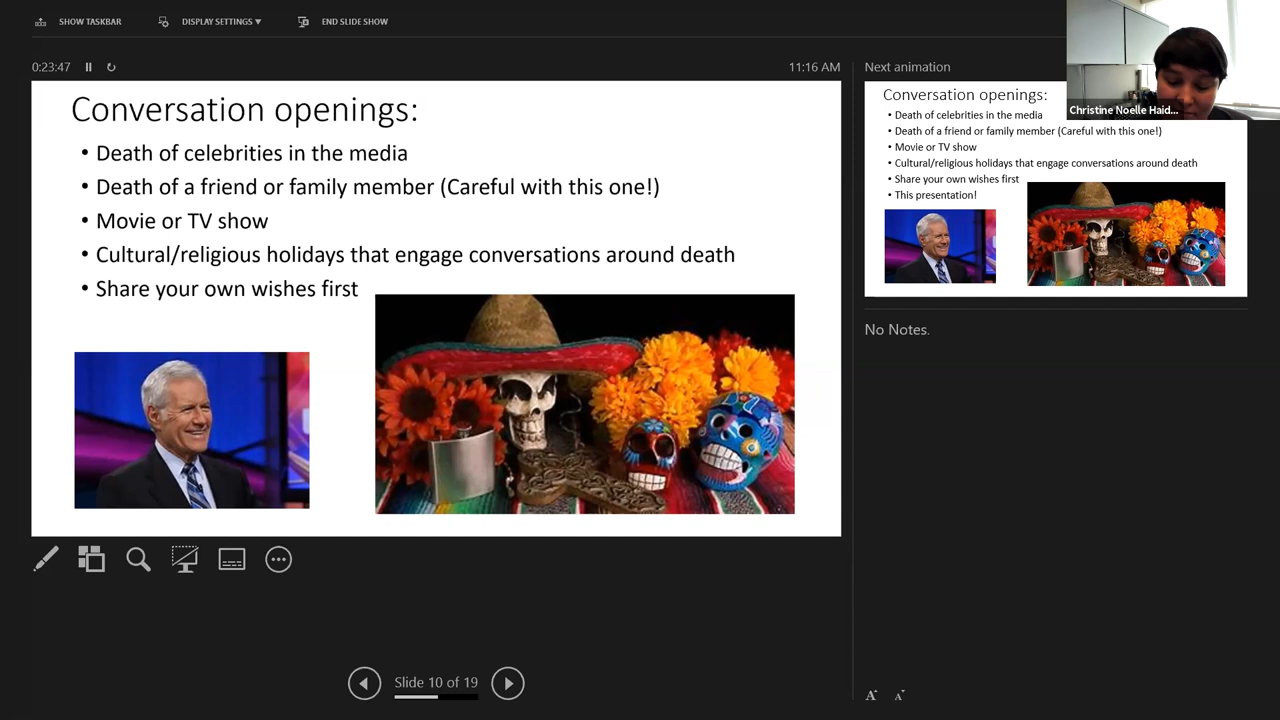 SHOW TASKBAR
DISPLAY SETTINGS ▼
END SLIDE SHOW
0:23:47
11:16 AM
Conversation openings:
• Death of celebrities in the media
• Death of a friend or family member (Careful with this one!)
• Movie or TV show
• Cultural/religious holidays that engage conversations around death
• Share your own wishes first
Slide 10 of 19
Next animation
Conversation openings:
• Death of celebrities in the media
• Death of a friend or family member (Careful with this one!)
• Movie or TV show
• Cultural/religious holidays that engage conversations around death
• Share your own wishes first
• This presentation!
Christine Noelle Haid...
No Notes.
A A